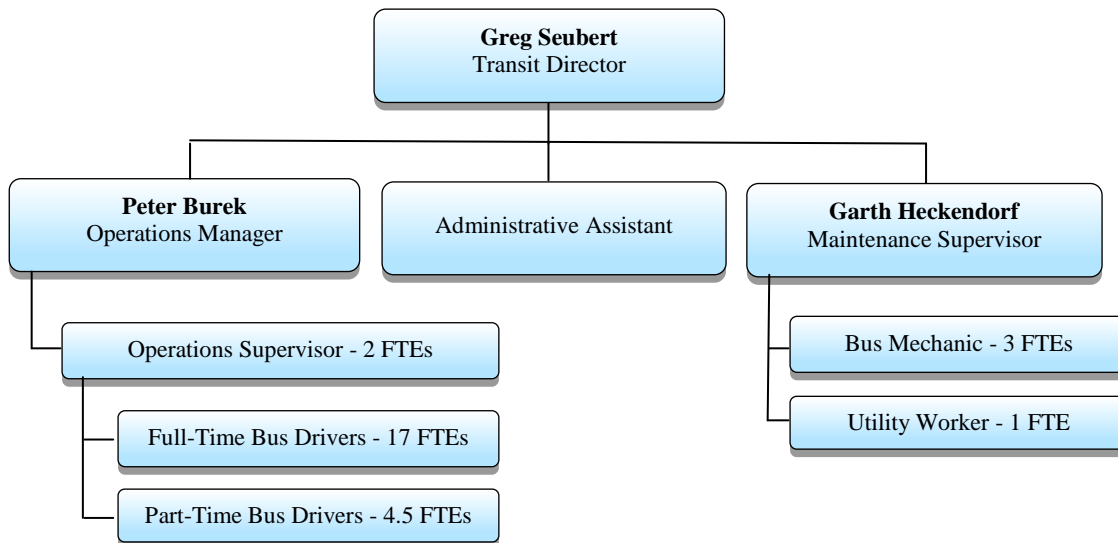 Greg Seubert
Transit Director
Peter Burek
Operations Manager
Administrative Assistant
Garth Heckendorf
Maintenance Supervisor
Operations Supervisor - 2 FTEs
Full-Time Bus Drivers - 17 FTEs
Part-Time Bus Drivers - 4.5 FTEs
Bus Mechanic - 3 FTEs
Utility Worker - 1 FTE